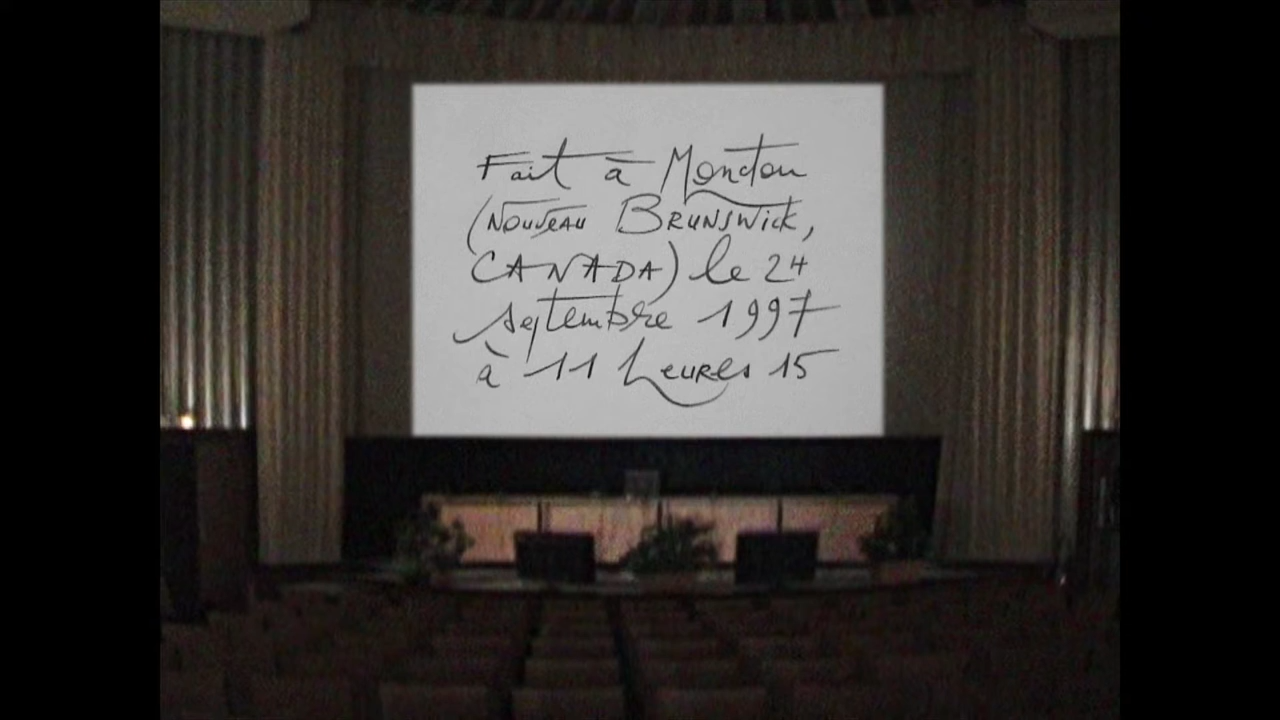 Fait à Moncton
(NOUVEAU BRUNSWICK,
CANADA) le 24
septembre 1997
à 11 heures 15